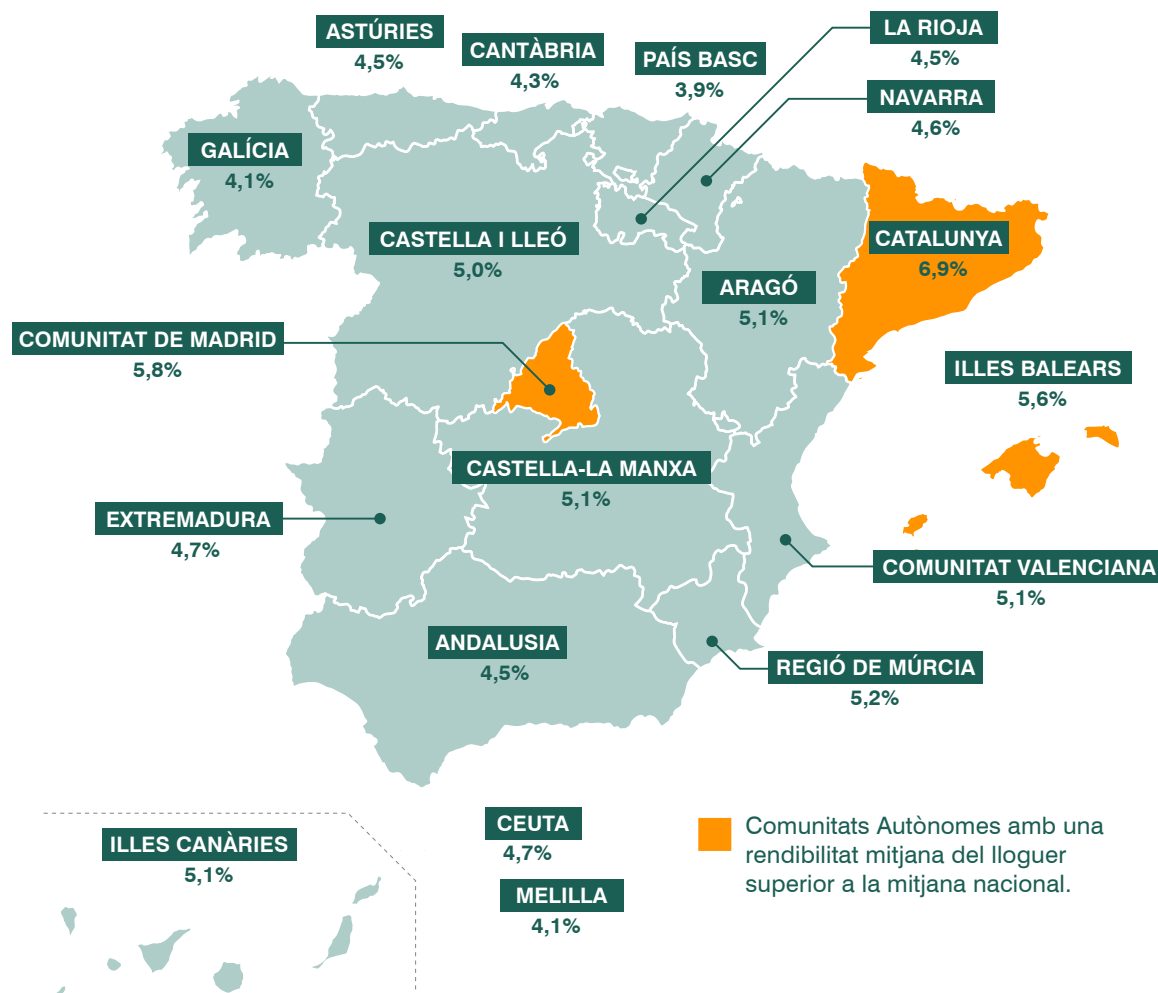 ASTÚRIES
4,5%
CANTÀBRIA
4,3%
PAÍS BASC
3,9%
LA RIOJA
4,5%
NAVARRA
4,6%
GALÍCIA
4,1%
CASTELLA I LLEÓ
5,0%
CATALUNYA
6,9%
ARAGÓ
5,1%
COMUNITAT DE MADRID
5,8%
ILLES BALEARS
5,6%
CASTELLA-LA MANXA
5,1%
EXTREMADURA
4,7%
COMUNITAT VALENCIANA
5,1%
ANDALUSIA
4,5%
REGIÓ DE MÚRCIA
5,2%
ILLES CANÀRIES
5,1%
CEUTA
4,7%
MELILLA
4,1%
Comunitats Autònomes amb una
rendibilitat mitjana del lloguer
superior a la mitjana nacional.